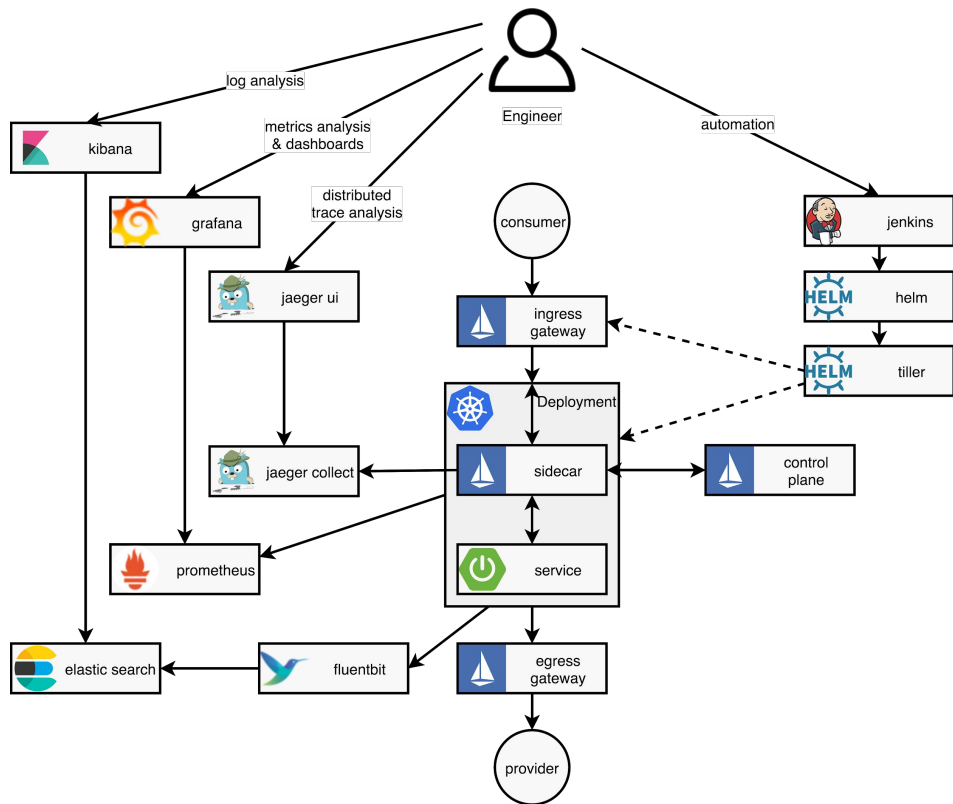 Engineer
log analysis
metrics analysis
& dashboards
distributed
trace analysis
automation
kibana
grafana
jaeger ui
consumer
jenkins
HELM
helm
ingress
gateway
HELM
tiller
Deployment
jaeger collect
sidecar
control
plane
prometheus
service
elastic search
fluentbit
egress
gateway
provider